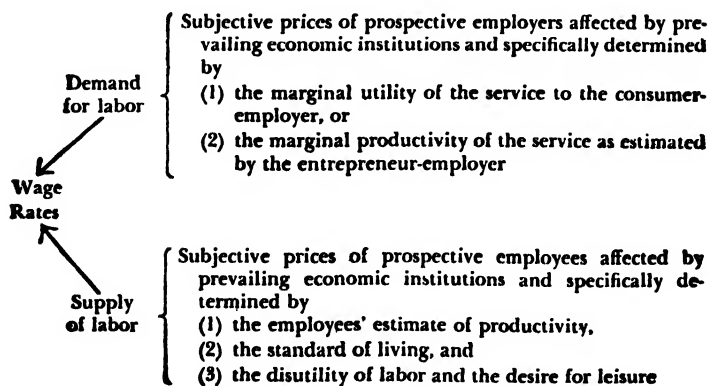 Subjective prices of prospective employers affected by pre-
vailing economic institutions and specifically determined
by
Demand
for labor
(1) the marginal utility of the service to the consumer-
employer, or
(2) the marginal productivity of the service as estimated
by the entrepreneur-employer
Wage
Rates
Subjective prices of prospective employees affected by
prevailing economic institutions and specifically de-
termined by
Supply
of labor
(1) the employees' estimate of productivity,
(2) the standard of living, and
(3) the disutility of labor and the desire for leisure